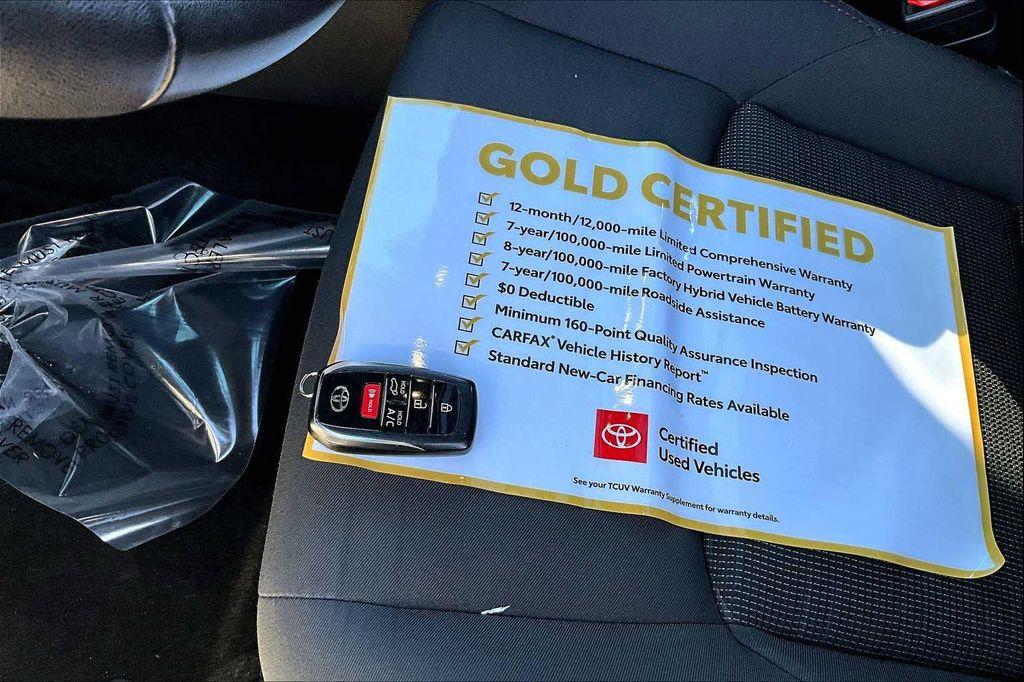 GOLD CERTIFIED
12-month/12,000-mile Limited Comprehensive Warranty
7-year/100,000-mile Limited Powertrain Warranty
8-year/100,000-mile Factory Hybrid Vehicle Battery Warranty
7-year/100,000-mile Roadside Assistance
$0 Deductible
Minimum 160-Point Quality Assurance Inspection
CARFAX® Vehicle History Report™
Standard New-Car Financing Rates Available
Certified
Used Vehicles
See your TCUV Warranty Supplement for warranty details.
HOLD
HOLD
A/C
HOLD
REMOVE